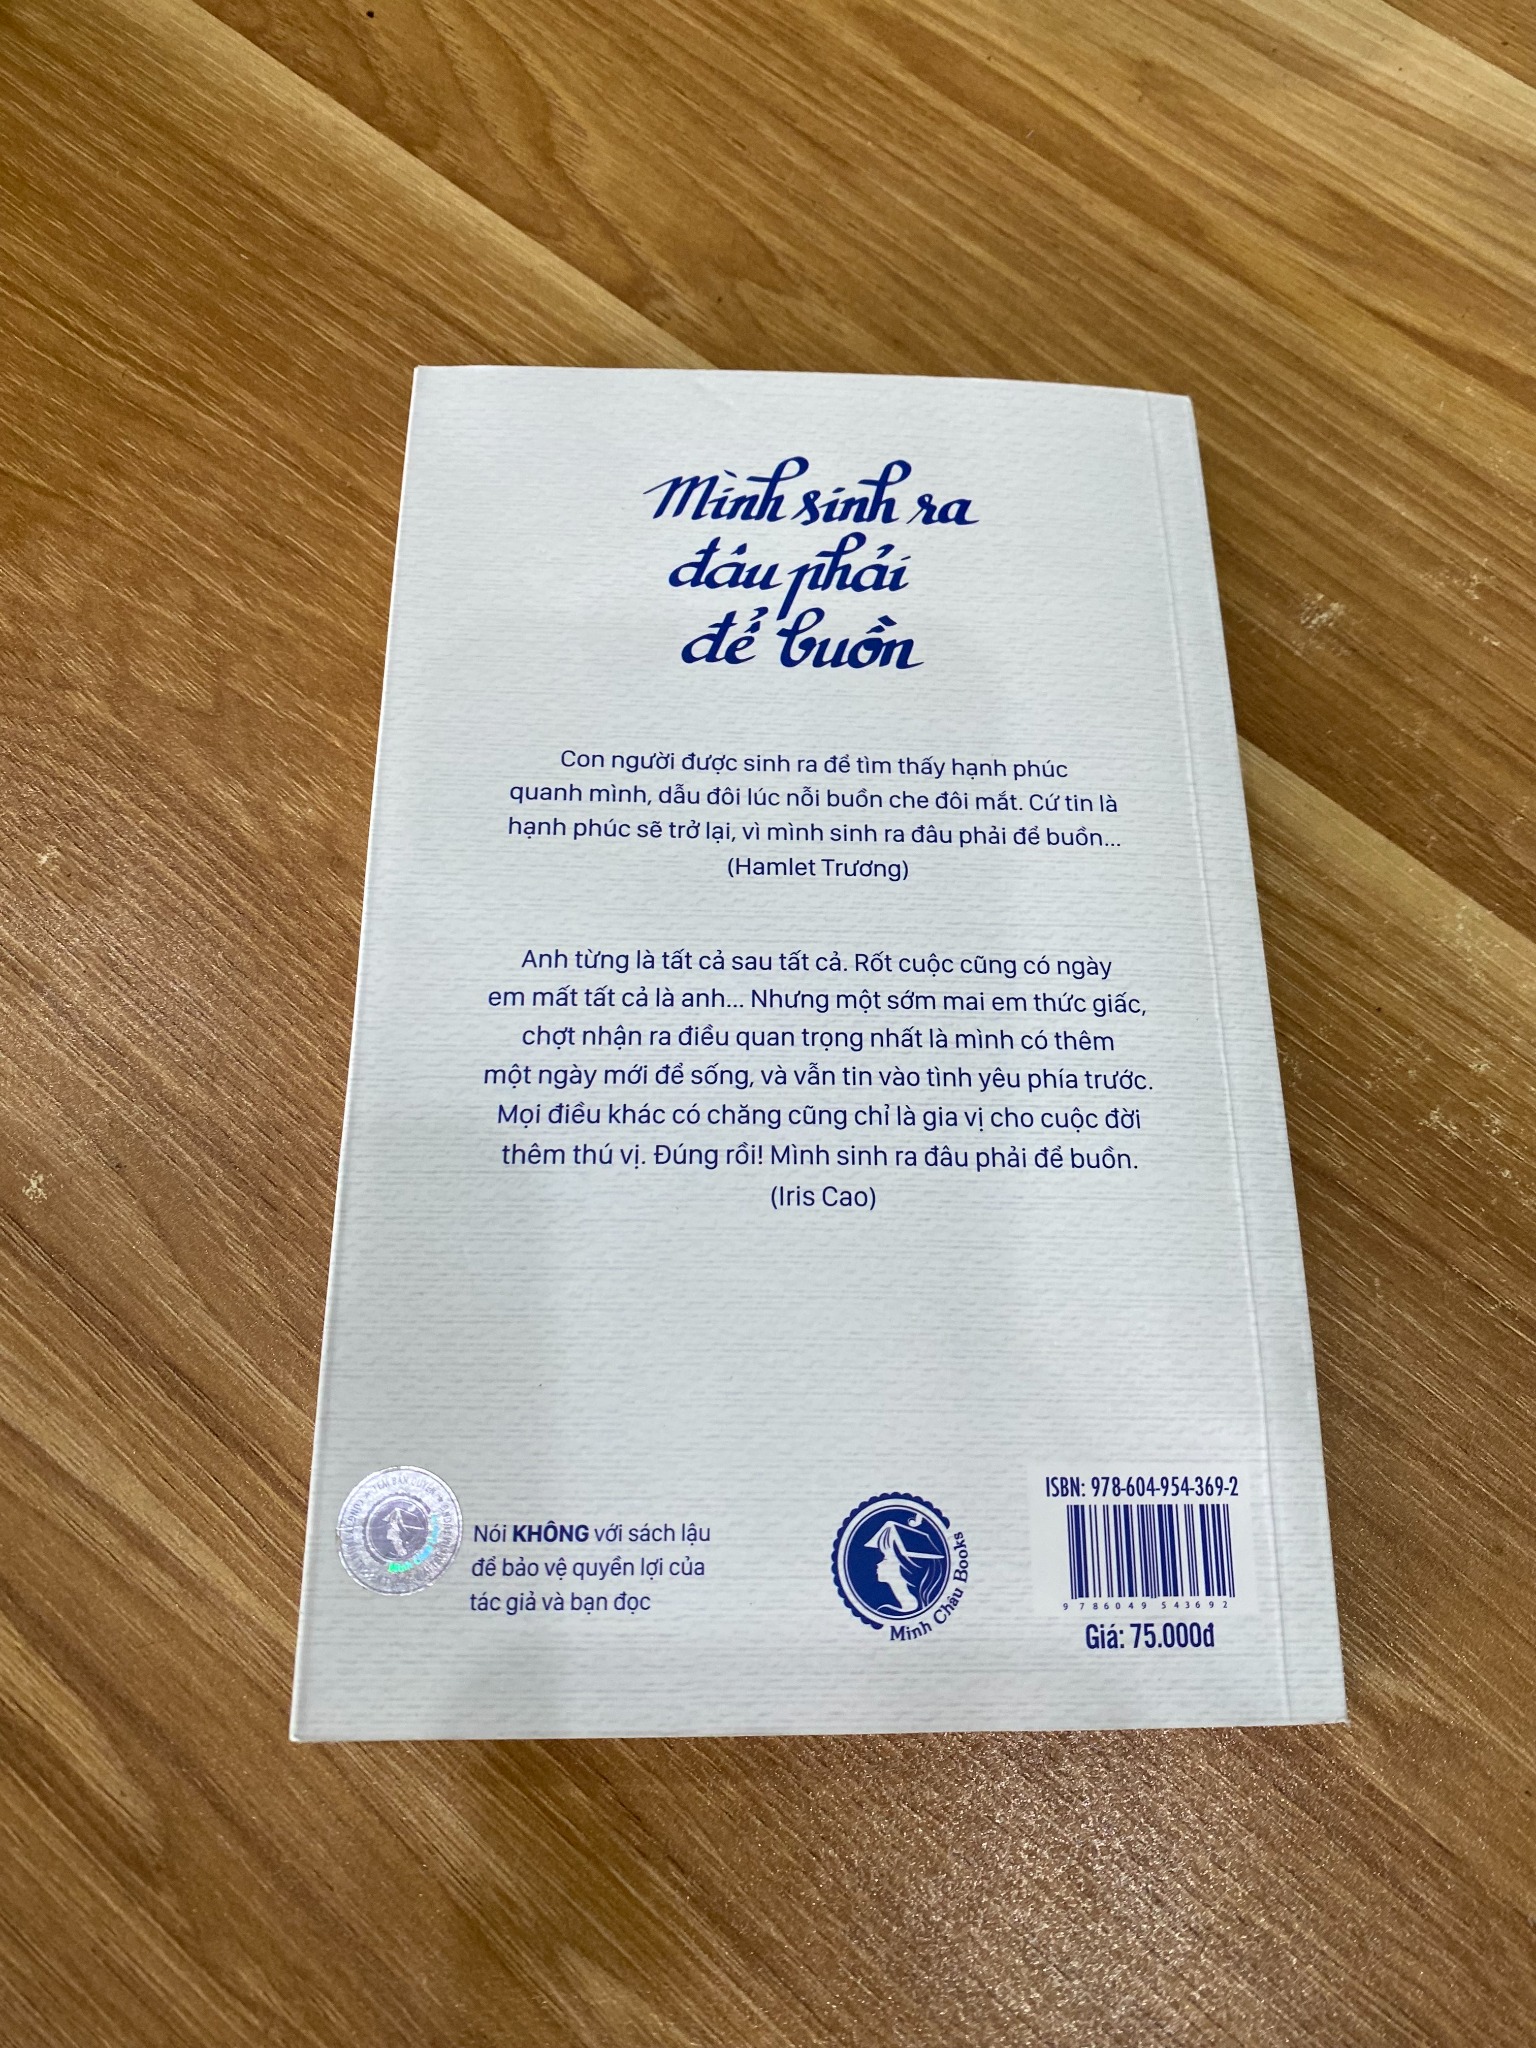 Mình sinh ra
đâu phải
để buồn
Con người được sinh ra để tìm thấy hạnh phúc
quanh mình, dẫu đôi lúc nỗi buồn che đôi mắt. Cứ tin là
hạnh phúc sẽ trở lại, vì mình sinh ra đâu phải để buồn...
(Hamlet Trương)
Anh từng là tất cả sau tất cả. Rốt cuộc cũng có ngày
em mất tất cả là anh... Nhưng một sớm mai em thức giấc,
chợt nhận ra điều quan trọng nhất là mình có thêm
một ngày mới để sống, và vẫn tin vào tình yêu phía trước.
Mọi điều khác có chăng cũng chỉ là gia vị cho cuộc đời
thêm thú vị. Đúng rồi! Mình sinh ra đâu phải để buồn.
(Iris Cao)
TEM BẢN QUYỀN
Nói KHÔNG với sách lậu
để bảo vệ quyền lợi của
tác giả và bạn đọc
Minh Châu Books
ISBN: 978-604-954-369-2
9 786049 543692
Giá: 75.000đ